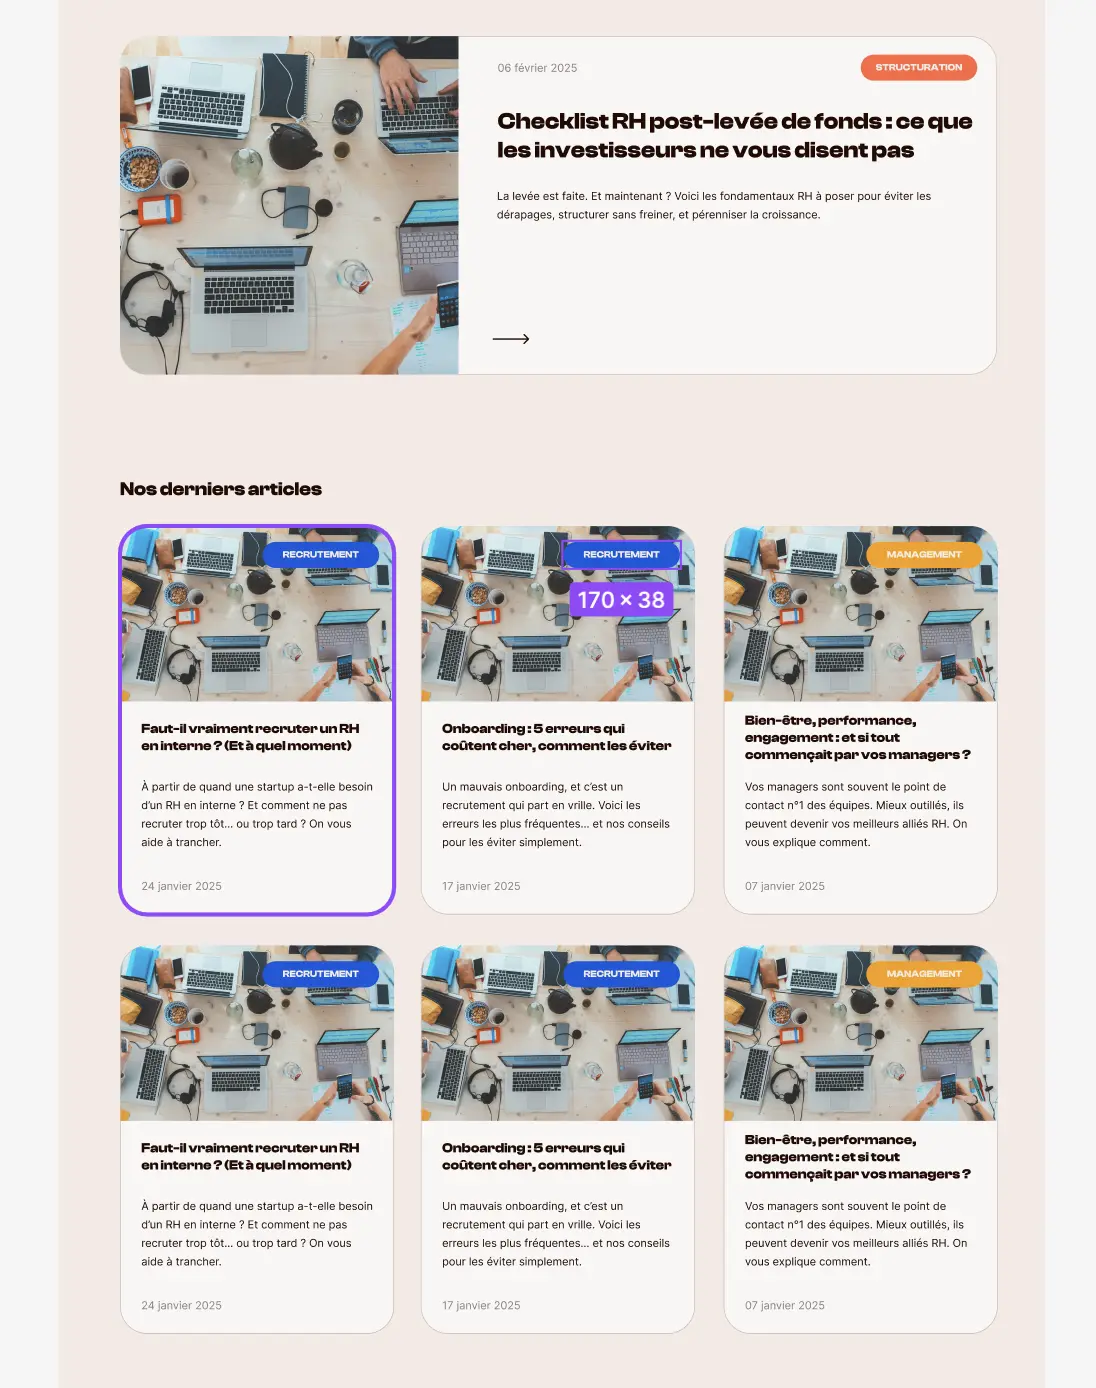 06 février 2025
STRUCTURATION
Checklist RH post-levée de fonds : ce que
les investisseurs ne vous disent pas
La levée est faite. Et maintenant ? Voici les fondamentaux RH à poser pour éviter les
dérapages, structurer sans freiner, et pérenniser la croissance.
Nos derniers articles
RECRUTEMENT
Faut-il vraiment recruter un RH
en interne ? (Et à quel moment)
À partir de quand une startup a-t-elle besoin
d'un RH en interne ? Et comment ne pas
recruter trop tôt... ou trop tard ? On vous
aide à trancher.
24 janvier 2025
RECRUTEMENT
170 × 38
Onboarding : 5 erreurs qui
coûtent cher, comment les éviter
Un mauvais onboarding, et c'est un
recrutement qui part en vrille. Voici les
erreurs les plus fréquentes... et nos conseils
pour les éviter simplement.
17 janvier 2025
MANAGEMENT
Bien-être, performance,
engagement : et si tout
commençait par vos managers ?
Vos managers sont souvent le point de
contact n°1 des équipes. Mieux outillés, ils
peuvent devenir vos meilleurs alliés RH. On
vous explique comment.
07 janvier 2025
RECRUTEMENT
Faut-il vraiment recruter un RH
en interne ? (Et à quel moment)
À partir de quand une startup a-t-elle besoin
d'un RH en interne ? Et comment ne pas
recruter trop tôt... ou trop tard ? On vous
aide à trancher.
24 janvier 2025
RECRUTEMENT
Onboarding : 5 erreurs qui
coûtent cher, comment les éviter
Un mauvais onboarding, et c'est un
recrutement qui part en vrille. Voici les
erreurs les plus fréquentes... et nos conseils
pour les éviter simplement.
17 janvier 2025
MANAGEMENT
Bien-être, performance,
engagement : et si tout
commençait par vos managers ?
Vos managers sont souvent le point de
contact n°1 des équipes. Mieux outillés, ils
peuvent devenir vos meilleurs alliés RH. On
vous explique comment.
07 janvier 2025